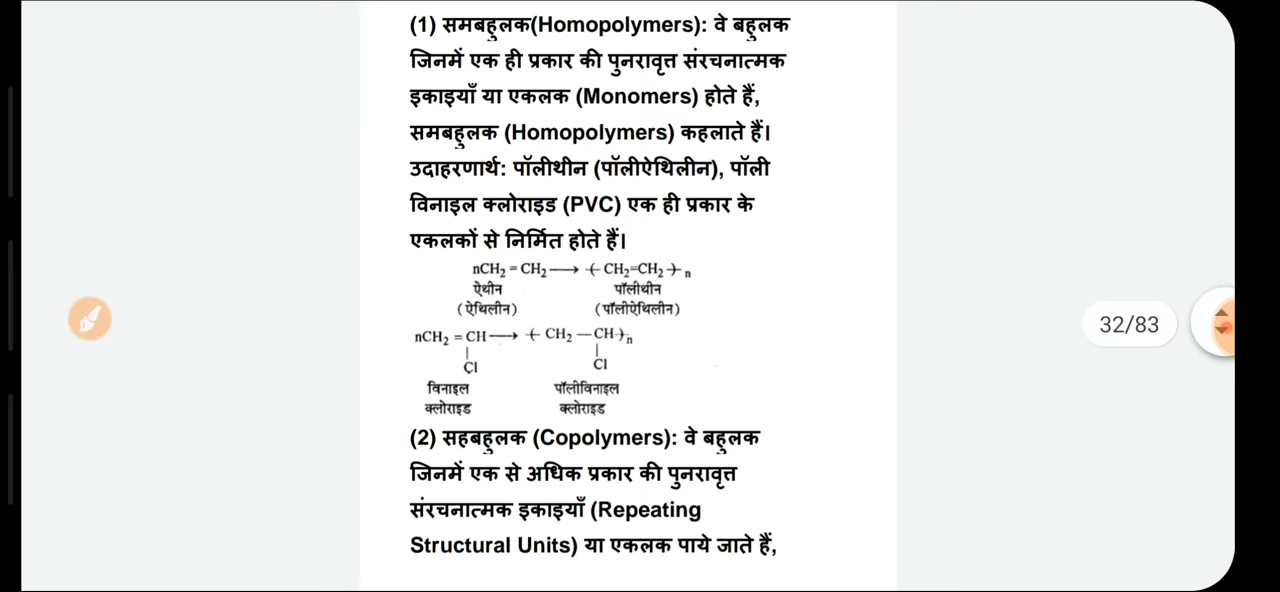 (1) समबहुलक(Homopolymers): वे बहुलक
जिनमें एक ही प्रकार की पुनरावृत्त संरचनात्मक
इकाइयाँ या एकलक (Monomers) होते हैं,
समबहुलक (Homopolymers) कहलाते हैं।
उदाहरणार्थ: पॉलीथीन (पॉलीऐथिलीन), पॉली
विनाइल क्लोराइड (PVC) एक ही प्रकार के
एकलकों से निर्मित होते हैं।
nCH₂ = CH₂ ⟶ ⟮ CH₂=CH₂ ⟯ n
ऐथीन पॉलीथीन
(ऐथिलीन) (पॉलीऐथिलीन)
nCH₂ = CH ⟶ ⟮ CH₂ — CH ⟯n
| |
Cl Cl
विनाइल पॉलीविनाइल
क्लोराइड क्लोराइड
32/83
(2) सहबहुलक (Copolymers): वे बहुलक
जिनमें एक से अधिक प्रकार की पुनरावृत्त
संरचनात्मक इकाइयाँ (Repeating
Structural Units) या एकलक पाये जाते हैं,